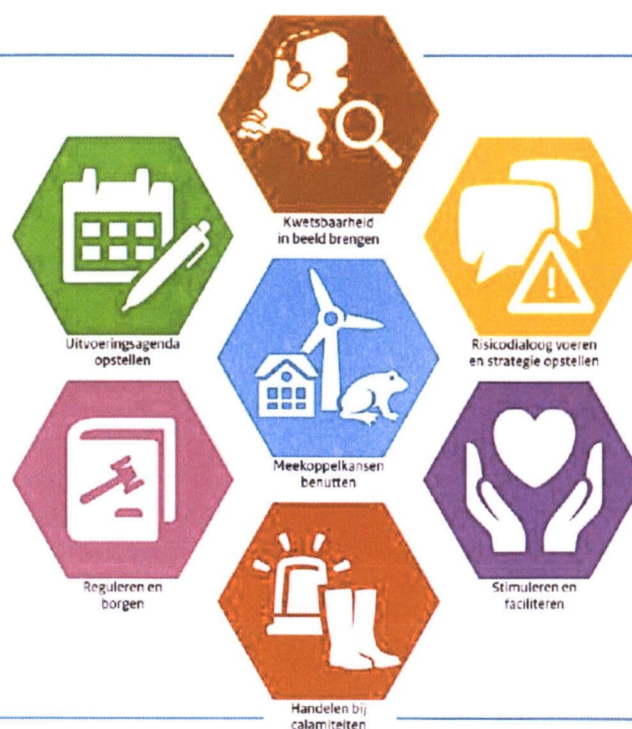 Kwetsbaarheid
in beeld brengen
Uitvoeringsagenda
opstellen
Risicodialoog voeren
en strategie opstellen
Meekoppelkansen
benutten
Reguleren en
borgen
Stimuleren en
faciliteren
Handelen bij
calamiteiten